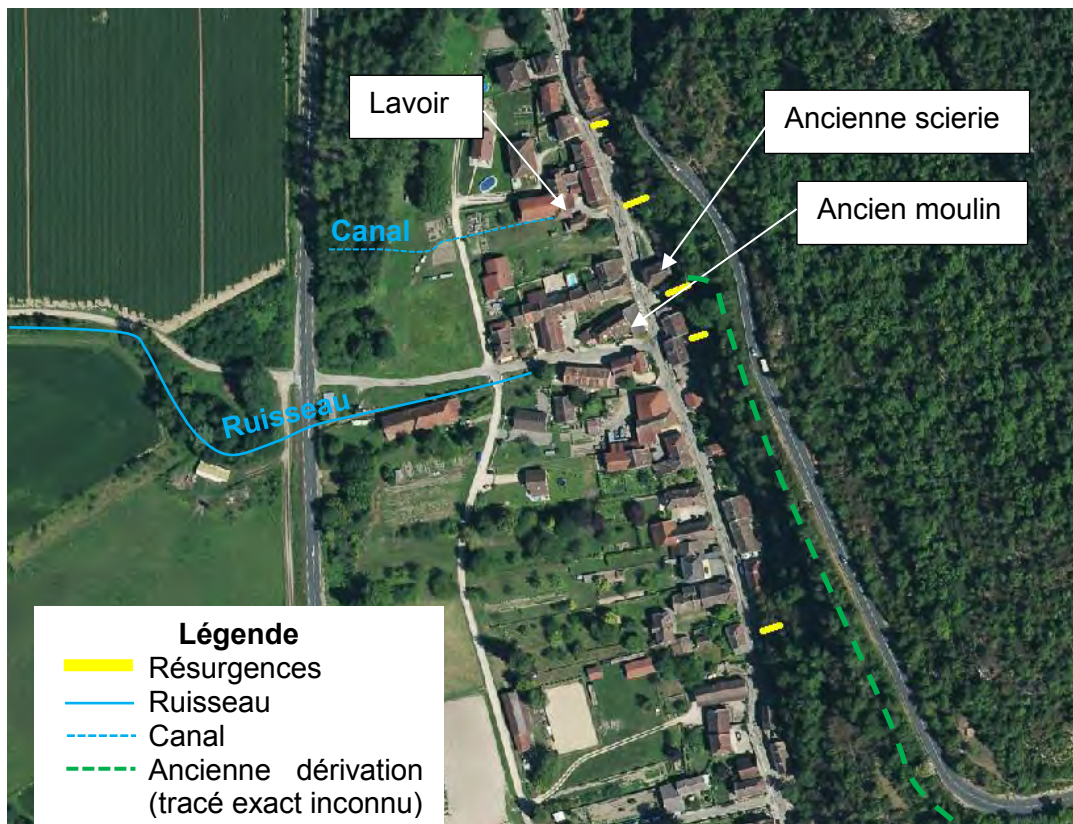 Lavoir
Ancienne scierie
Ancien moulin
Canal
Ruisseau
Légende
Résurgences
Ruisseau
Canal
Ancienne dérivation
(tracé exact inconnu)